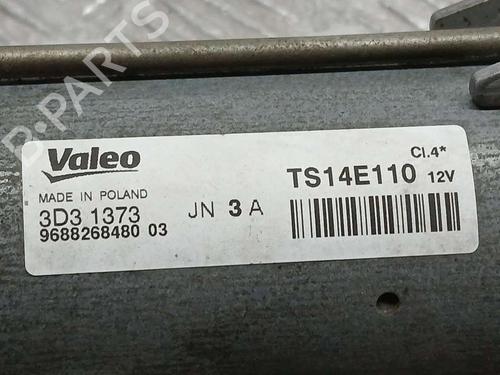 B-PARTS
Valeo
MADE IN POLAND
3D3 1373
9688268480 03
JN 3 A
Cl.4*
TS14E110 12V